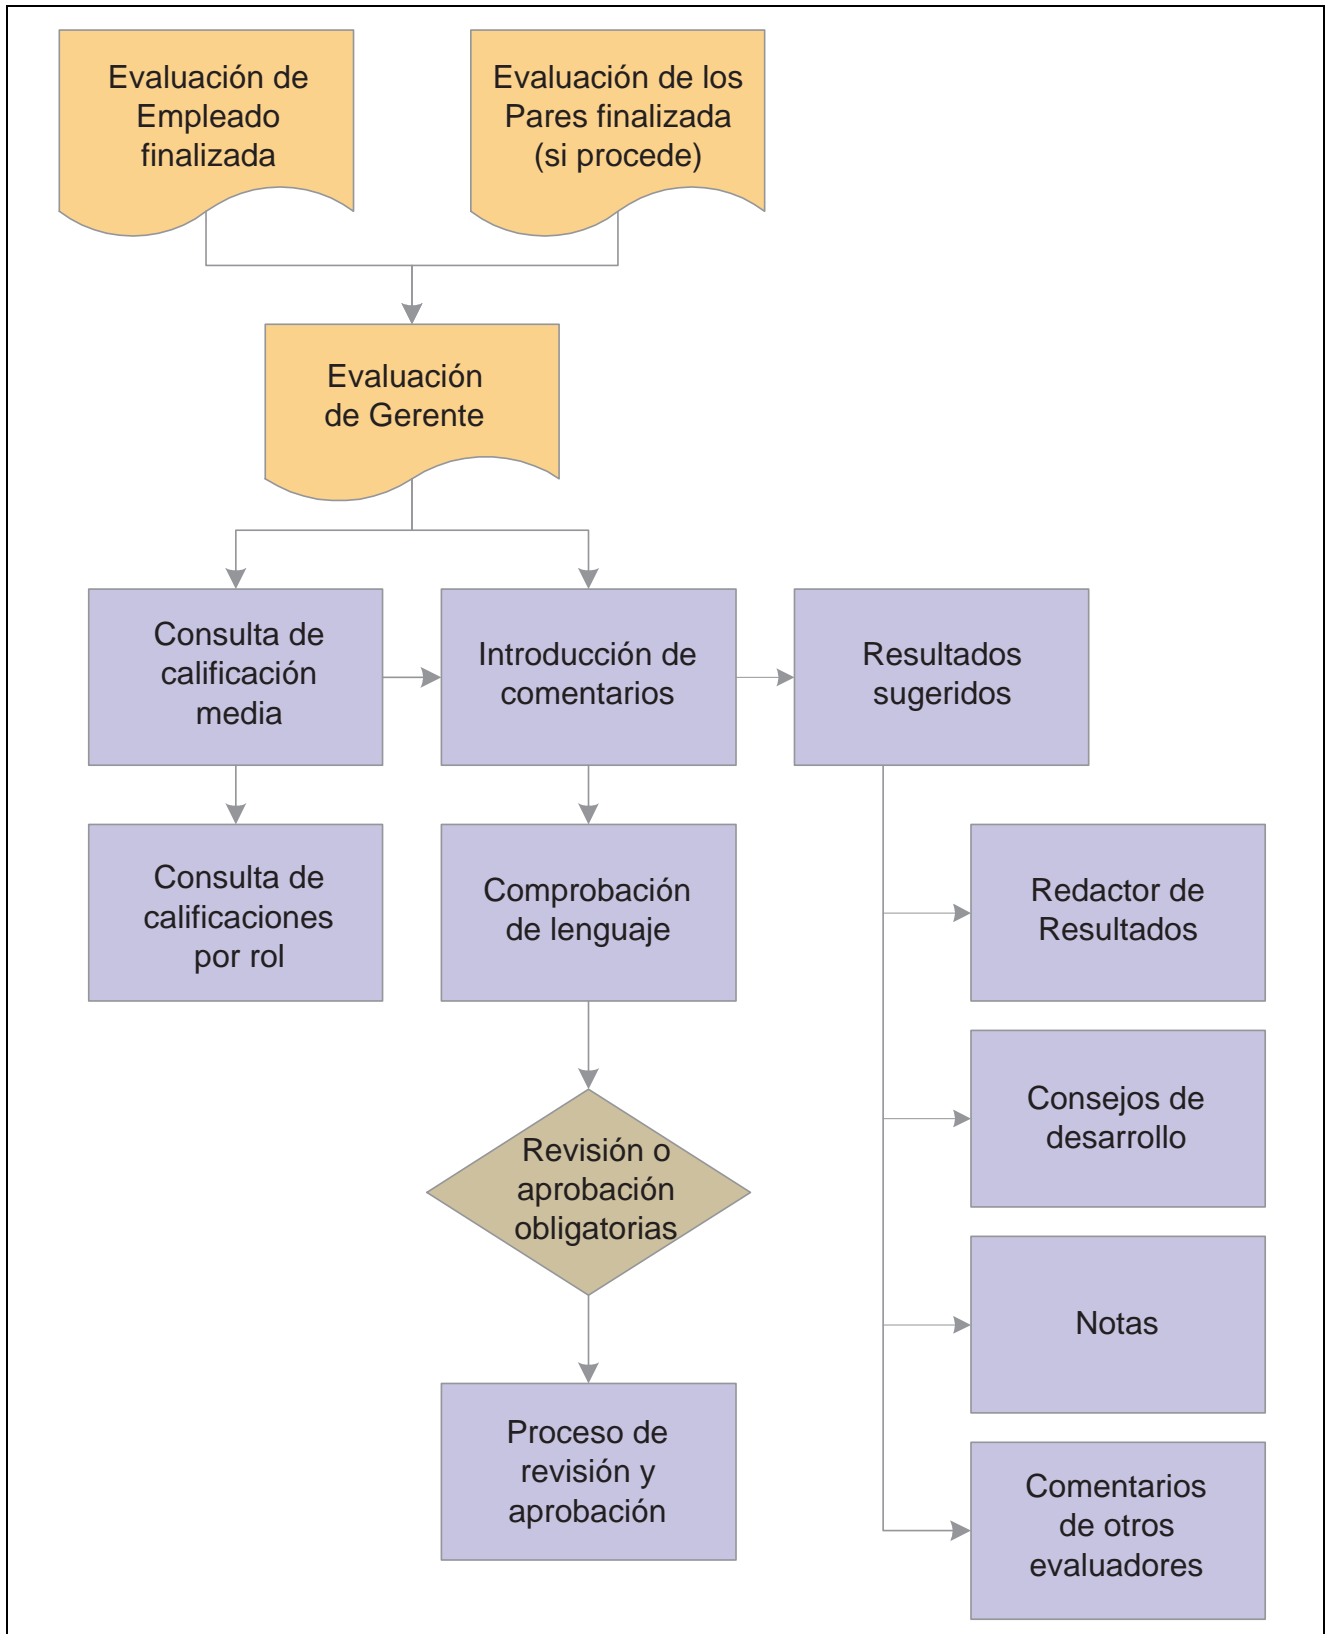 Evaluación de
Empleado
finalizada
Evaluación de los
Pares finalizada
(si procede)
Evaluación
de Gerente
Consulta de
calificación
media
Introducción de
comentarios
Resultados
sugeridos
Consulta de
calificaciones
por rol
Comprobación
de lenguaje
Redactor de
Resultados
Consejos de
desarrollo
Revisión o
aprobación
obligatorias
Notas
Proceso de
revisión y
aprobación
Comentarios
de otros
evaluadores